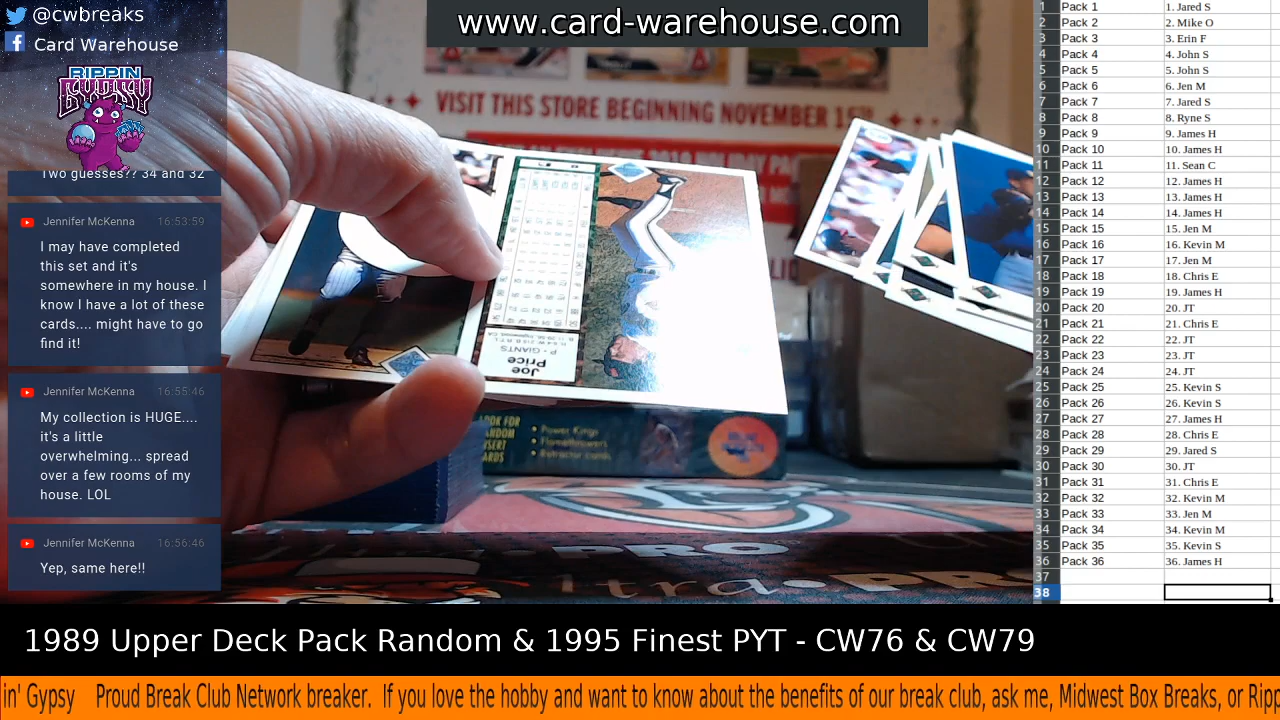 @cwbreaks
Card Warehouse
RIPPIN
GYPSY
Two guesses?? 34 and 32
Jennifer McKenna 16:53:59
I may have completed
this set and it's
somewhere in my house. I
know I have a lot of these
cards.... might have to go
find it!
Jennifer McKenna 16:55:46
My collection is HUGE....
it's a little
overwhelming... spread
over a few rooms of my
house. LOL
Jennifer McKenna 16:56:46
Yep, same here!!
www.card-warehouse.com
VISIT THIS STORE BEGINNING NOVEMBER 15TH
Joe
Price
P • GIANTS
LOOK FOR
RANDOM
INSERT
CARDS
• Power Kings
• Flamethrowers
• Refractor cards
PRO
Ultra PRO
1 Pack 1 1. Jared S
2 Pack 2 2. Mike O
3 Pack 3 3. Erin F
4 Pack 4 4. John S
5 Pack 5 5. John S
6 Pack 6 6. Jen M
7 Pack 7 7. Jared S
8 Pack 8 8. Ryne S
9 Pack 9 9. James H
10 Pack 10 10. James H
11 Pack 11 11. Sean C
12 Pack 12 12. James H
13 Pack 13 13. James H
14 Pack 14 14. James H
15 Pack 15 15. Jen M
16 Pack 16 16. Kevin M
17 Pack 17 17. Jen M
18 Pack 18 18. Chris E
19 Pack 19 19. James H
20 Pack 20 20. JT
21 Pack 21 21. Chris E
22 Pack 22 22. JT
23 Pack 23 23. JT
24 Pack 24 24. JT
25 Pack 25 25. Kevin S
26 Pack 26 26. Kevin S
27 Pack 27 27. James H
28 Pack 28 28. Chris E
29 Pack 29 29. Jared S
30 Pack 30 30. JT
31 Pack 31 31. Chris E
32 Pack 32 32. Kevin M
33 Pack 33 33. Jen M
34 Pack 34 34. Kevin M
35 Pack 35 35. Kevin S
36 Pack 36 36. James H
37
38
1989 Upper Deck Pack Random & 1995 Finest PYT - CW76 & CW79
in' Gypsy Proud Break Club Network breaker. If you love the hobby and want to know about the benefits of our break club, ask me, Midwest Box Breaks, or Ripp